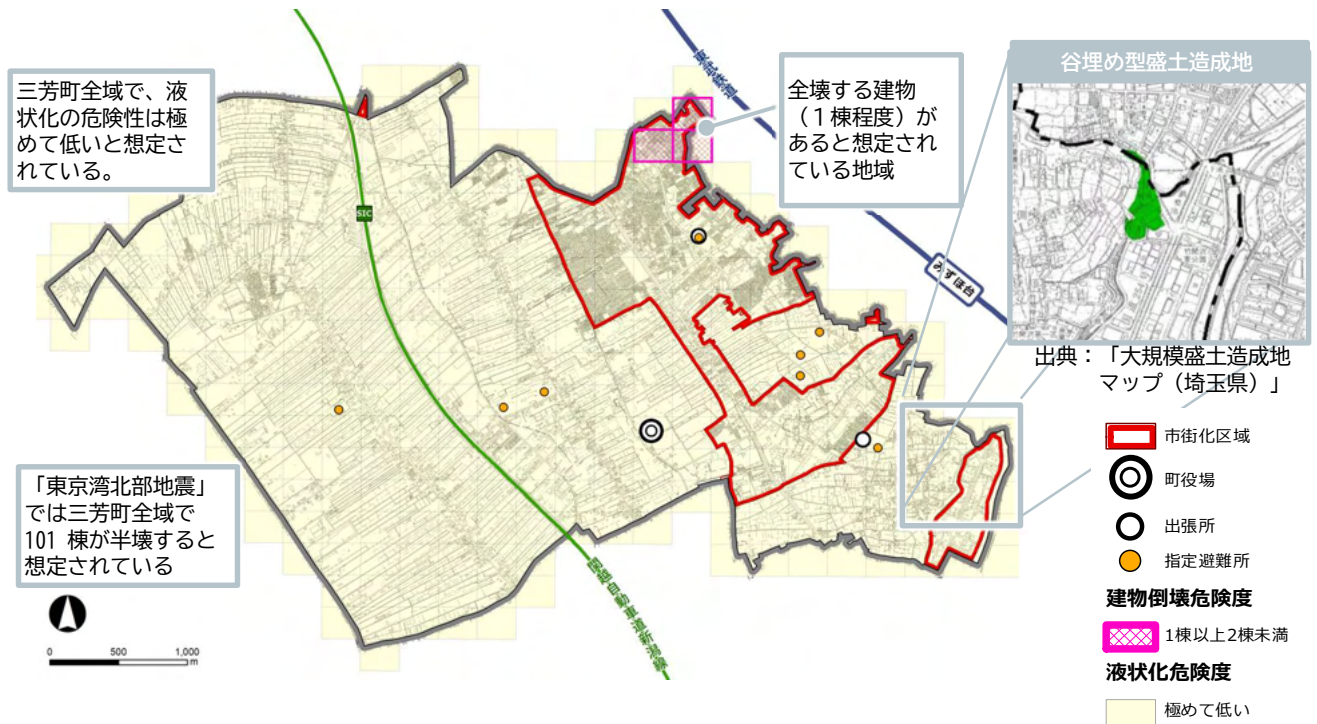 三芳町全域で、液
状化の危険性は極
めて低いと想定さ
れている。
東武鉄道
全壊する建物
(1棟程度)が
あると想定され
ている地域
谷埋め型盛土造成地
SIC
みずほ台
出典:「大規模盛土造成地
マップ(埼玉県)」
市街化区域
町役場
出張所
指定避難所
建物倒壊危険度
1棟以上2棟未満
液状化危険度
極めて低い
「東京湾北部地震」
では三芳町全域で
101 棟が半壊すると
想定されている
関越自動車道新潟線
0 500 1,000
m